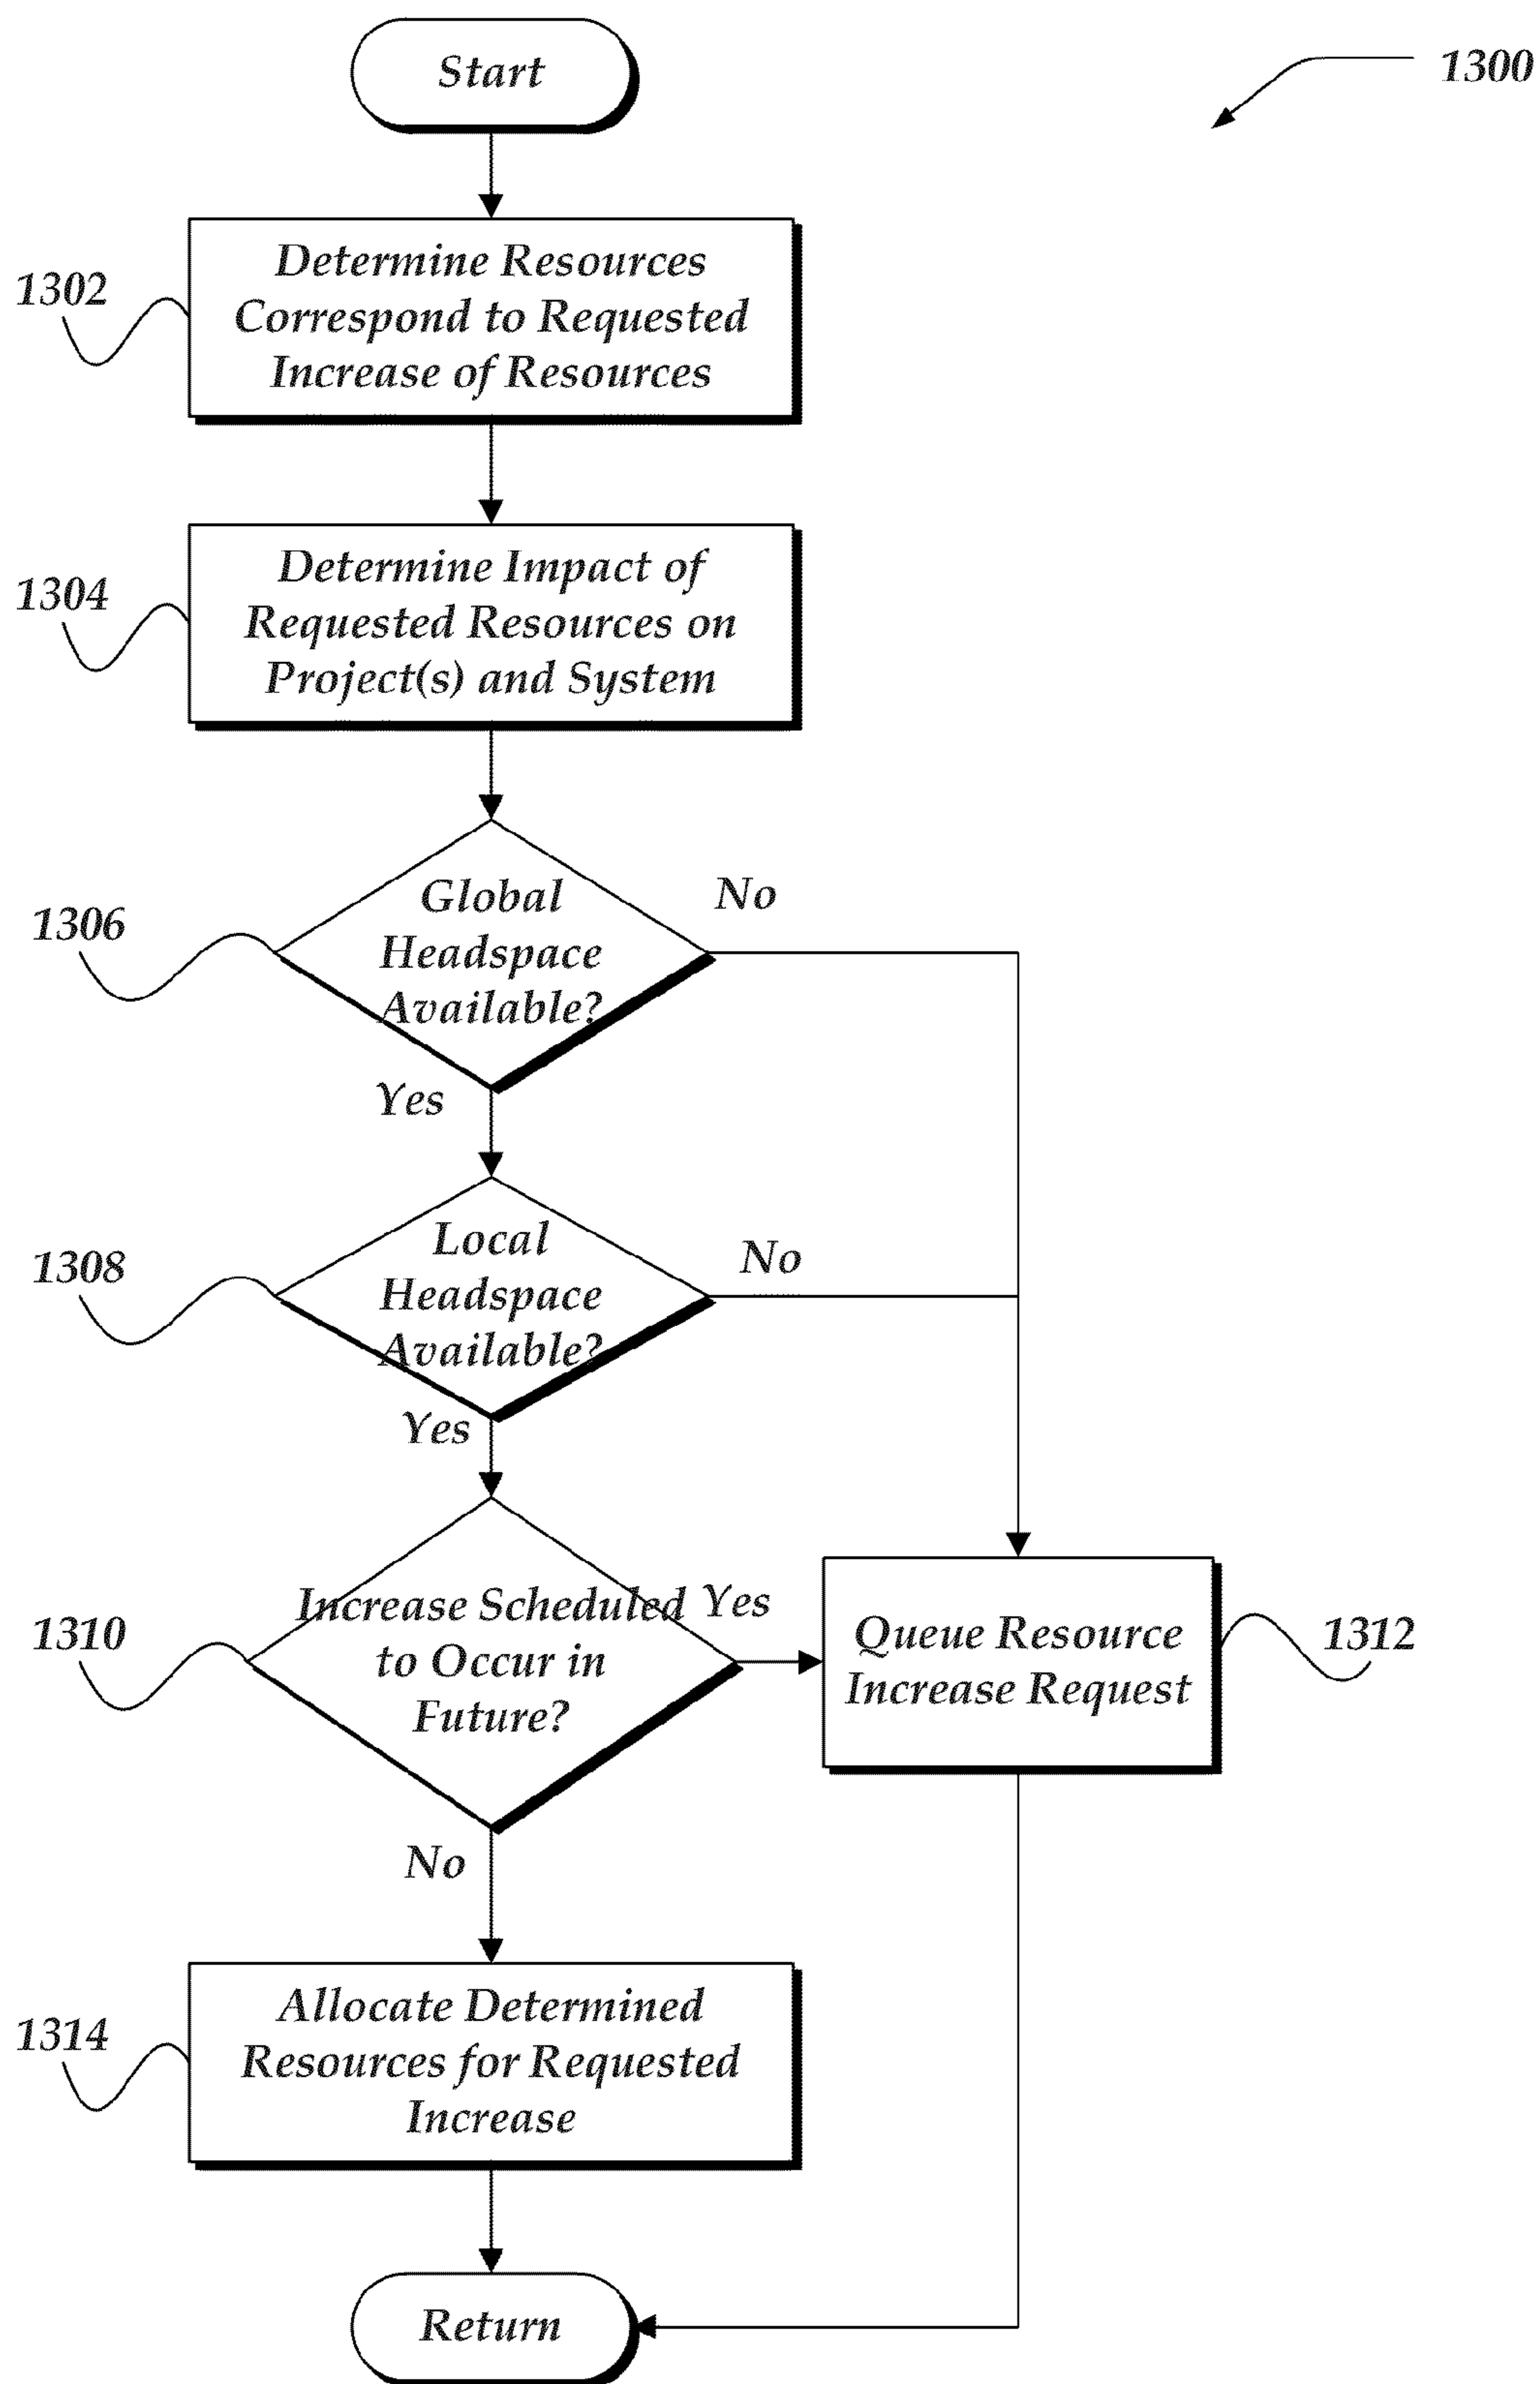 Start
1300
1302
Determine Resources
Correspond to Requested
Increase of Resources
1304
Determine Impact of
Requested Resources on
Project(s) and System
1306
Global
Headspace
Available?
No
Yes
1308
Local
Headspace
Available?
No
Yes
1310
Increase Scheduled
to Occur in
Future?
Yes
Queue Resource
Increase Request
1312
No
1314
Allocate Determined
Resources for Requested
Increase
Return